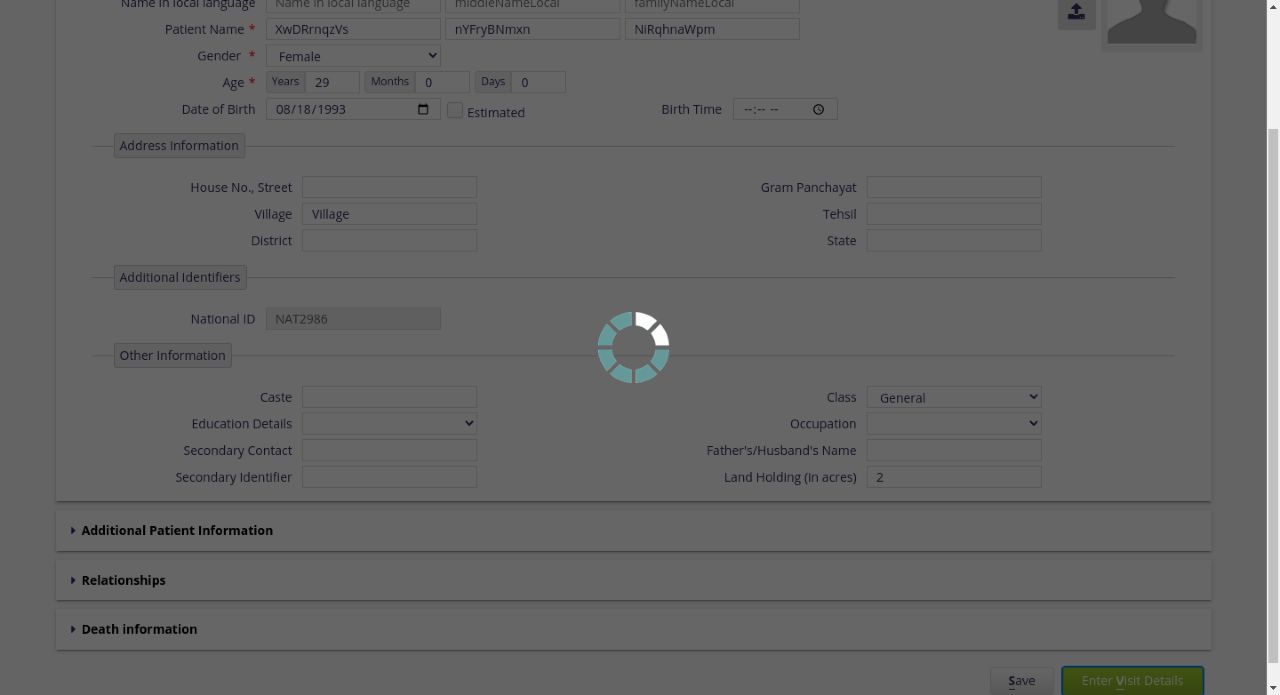 Name in local language Name in local language middleNameLocal familyNameLocal
Patient Name * XwDRrnqzVs nYFryBNmxn NiRqhnaWpm
Gender * Female
Age * Years 29 Months 0 Days 0
Date of Birth 08/18/1993 Estimated Birth Time --:-- --
Address Information
House No., Street Gram Panchayat
Village Village Tehsil
District State
Additional Identifiers
National ID NAT2986
Other Information
Caste Class General
Education Details Occupation
Secondary Contact Father's/Husband's Name
Secondary Identifier Land Holding (in acres) 2
Additional Patient Information
Relationships
Death information
Save Enter Visit Details